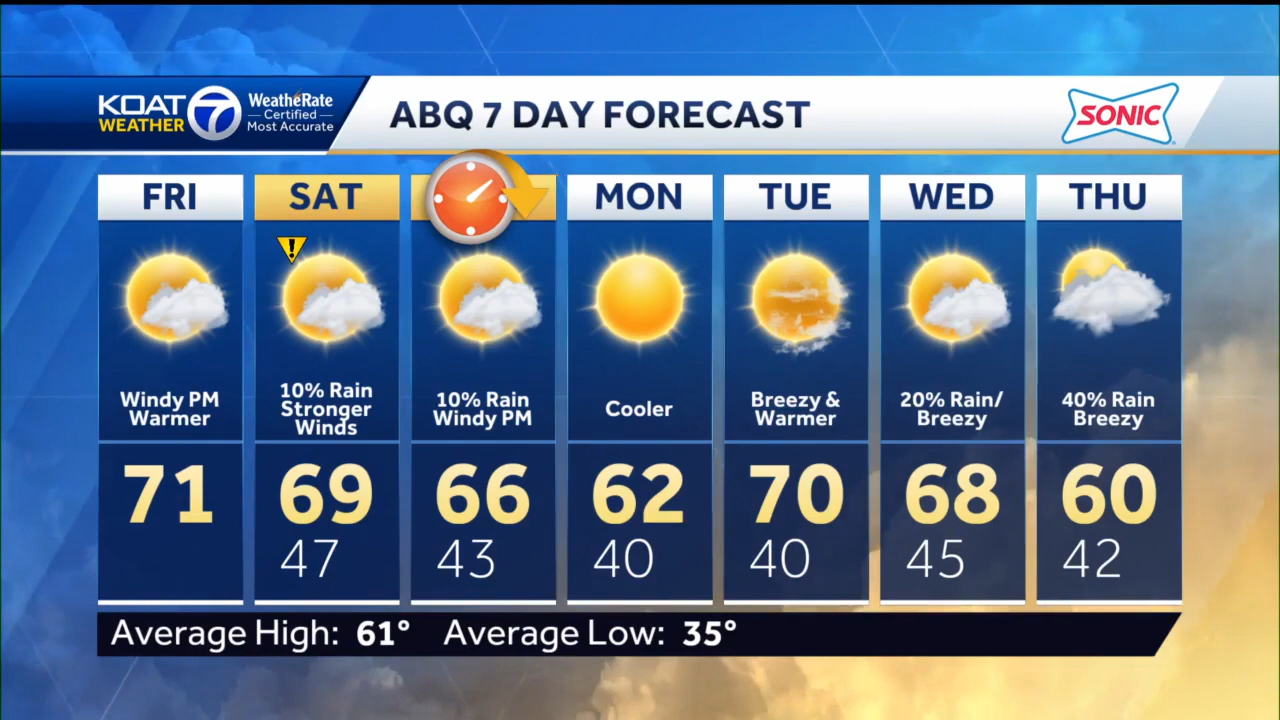 KOAT 7 WeatheRate
WEATHER Certified
Most Accurate
ABQ 7 DAY FORECAST
SONIC
FRI
Windy PM
Warmer
71
SAT
!
10% Rain
Stronger
Winds
69
47
10% Rain
Windy PM
66
43
MON
Cooler
62
40
TUE
Breezy &
Warmer
70
40
WED
20% Rain/
Breezy
68
45
THU
40% Rain
Breezy
60
42
Average High: 61° Average Low: 35°